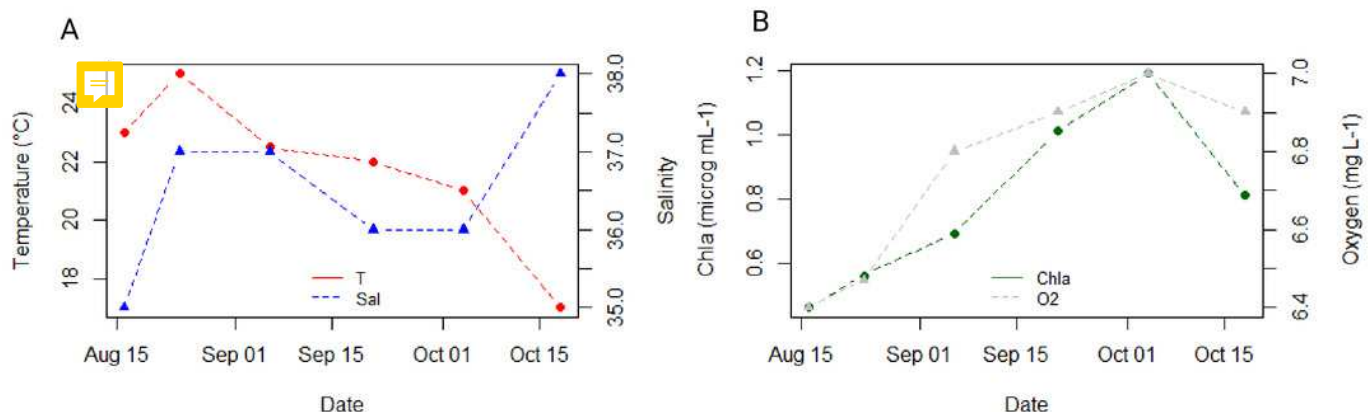 A
Temperature (°C)
24
22
20
18
38.0
37.0
36.0
35.0
Salinity
T
Sal
Aug 15
Sep 01
Sep 15
Oct 01
Oct 15
Date
B
Chla (microg mL-1)
1.2
1.0
0.8
0.6
7.0
6.8
6.6
6.4
Oxygen (mg L-1)
Chla
O2
Aug 15
Sep 01
Sep 15
Oct 01
Oct 15
Date